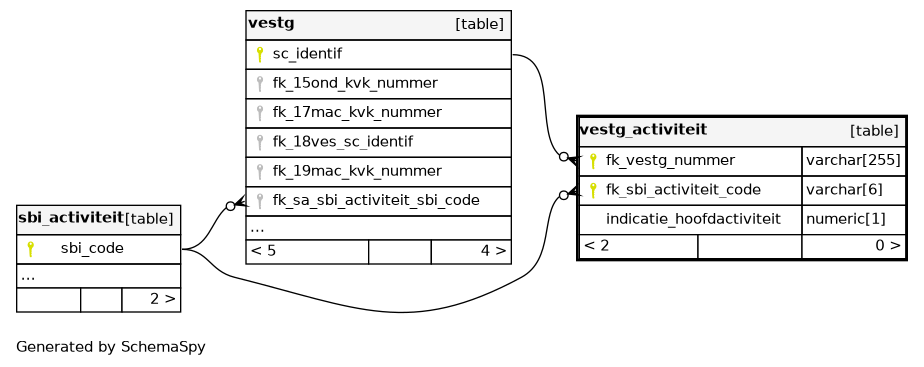 vestg [table]
sc_identif
fk_15ond_kvk_nummer
fk_17mac_kvk_nummer
fk_18ves_sc_identif
fk_19mac_kvk_nummer
fk_sa_sbi_activiteit_sbi_code
...
< 5 4 >
vestg_activiteit [table]
fk_vestg_nummer varchar[255]
fk_sbi_activiteit_code varchar[6]
indicatie_hoofdactiviteit numeric[1]
< 2 0 >
sbi_activiteit [table]
sbi_code
...
2 >
Generated by SchemaSpy